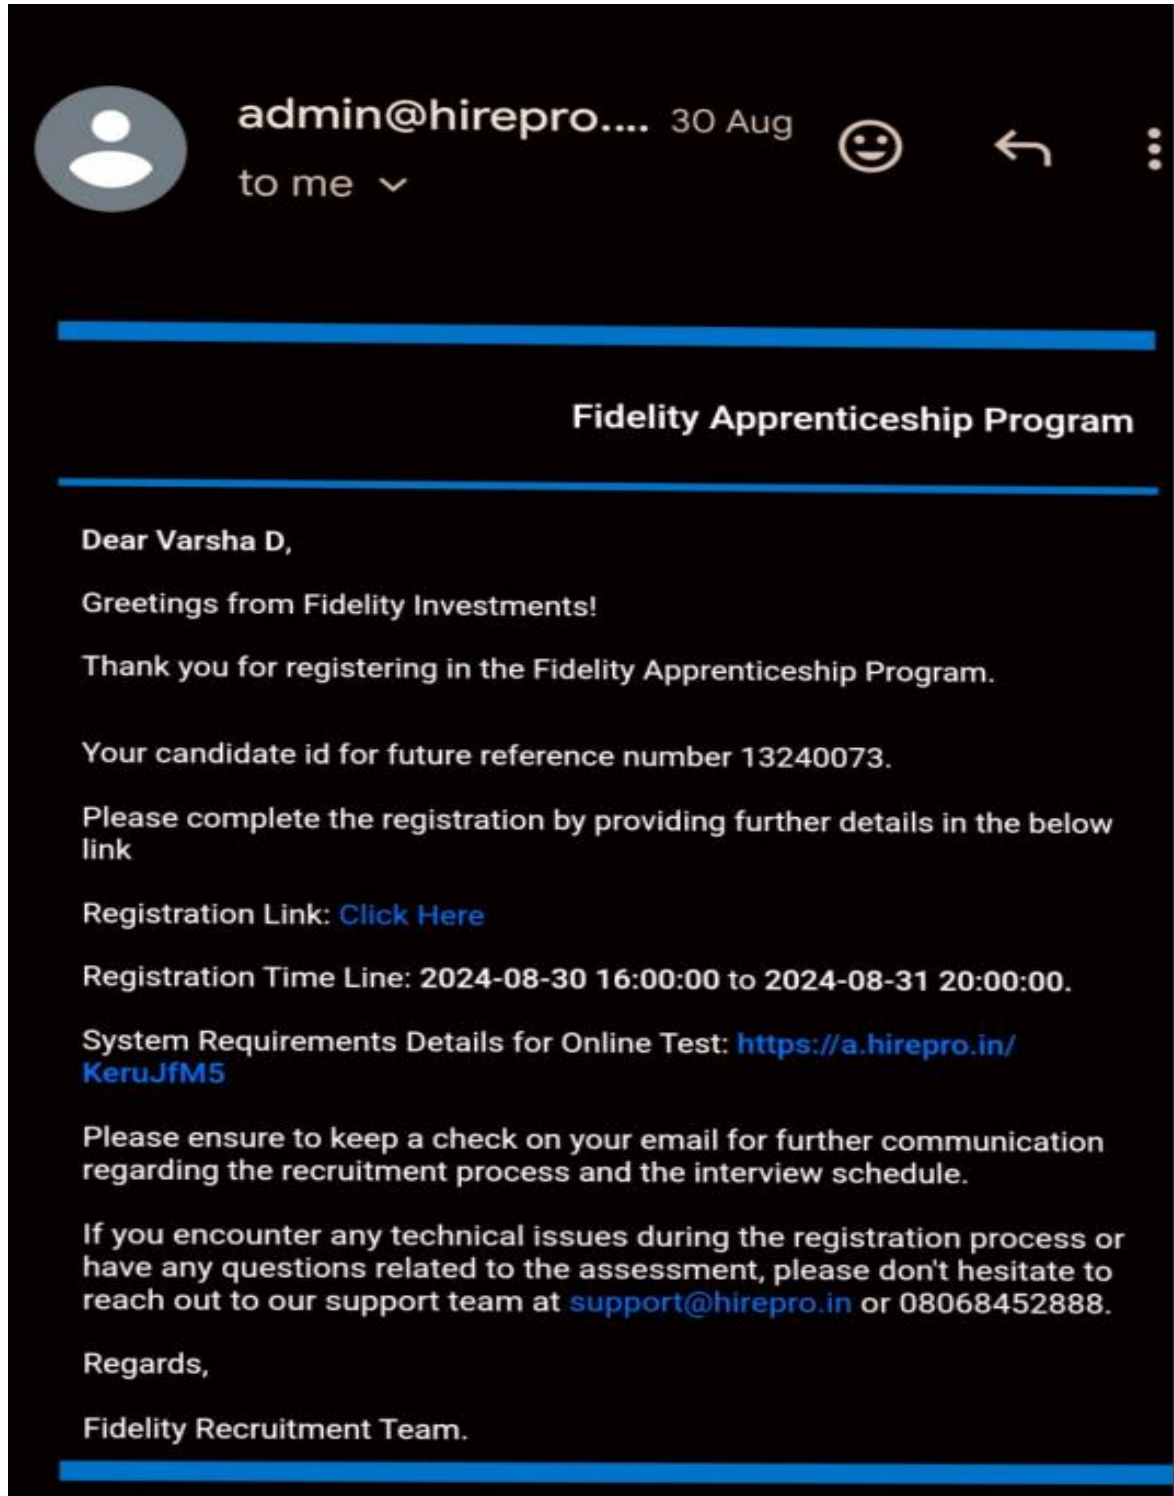 admin@hirepro.... 30 Aug
to me
Fidelity Apprenticeship Program
Dear Varsha D,
Greetings from Fidelity Investments!
Thank you for registering in the Fidelity Apprenticeship Program.
Your candidate id for future reference number 13240073.
Please complete the registration by providing further details in the below
link
Registration Link: Click Here
Registration Time Line: 2024-08-30 16:00:00 to 2024-08-31 20:00:00.
System Requirements Details for Online Test: https://a.hirepro.in/
KeruJfM5
Please ensure to keep a check on your email for further communication
regarding the recruitment process and the interview schedule.
If you encounter any technical issues during the registration process or
have any questions related to the assessment, please don't hesitate to
reach out to our support team at support@hirepro.in or 08068452888.
Regards,
Fidelity Recruitment Team.